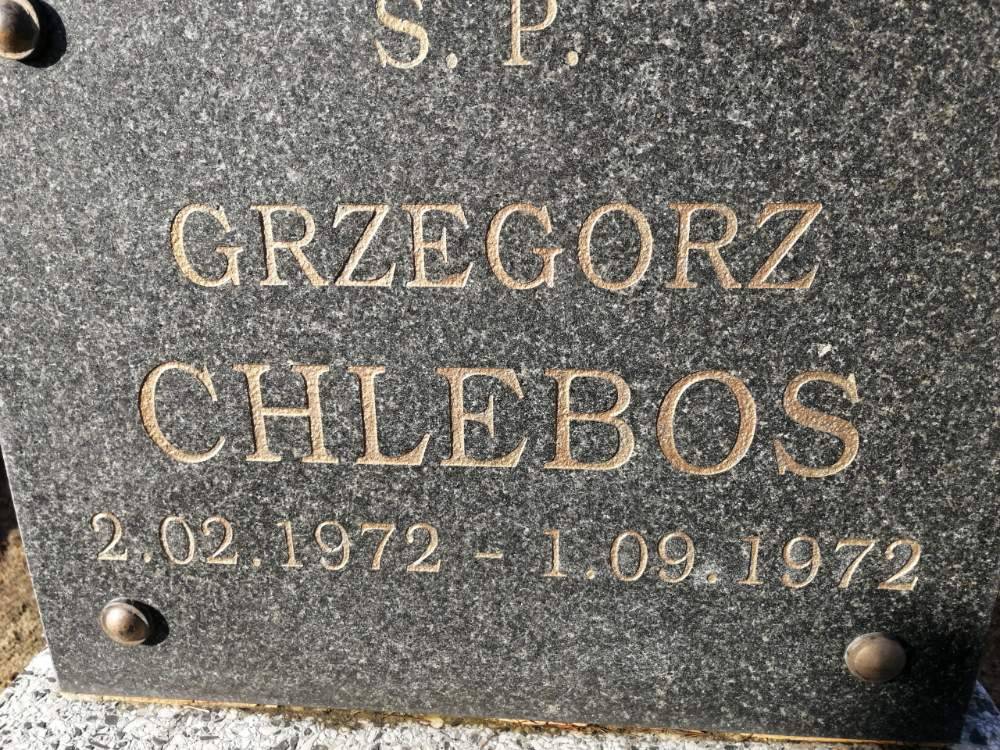 S. P.
GRZEGORZ
CHLEBOS
2.02.1972 - 1.09.1972